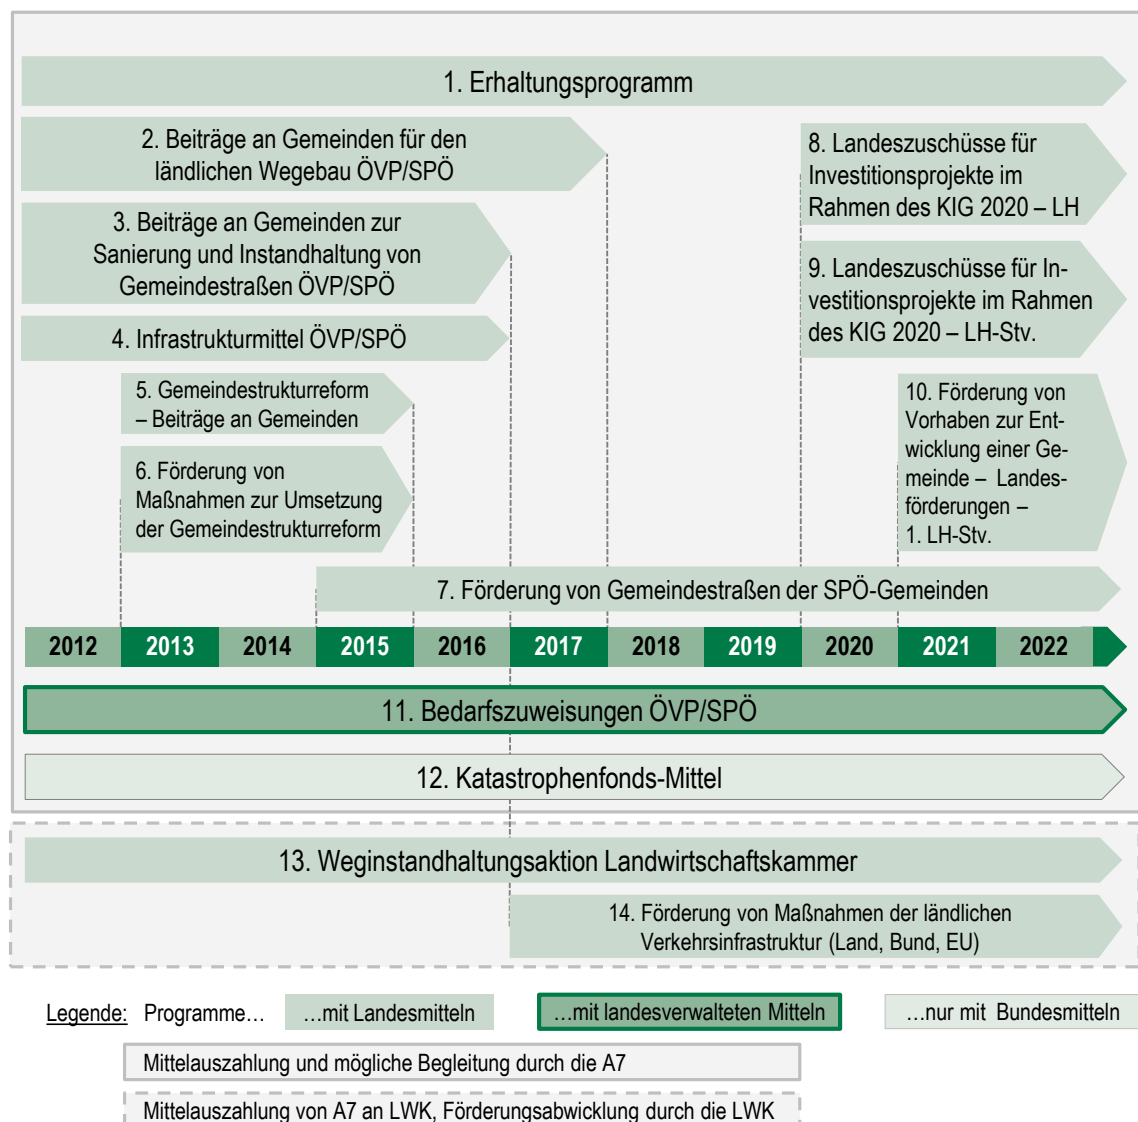 1. Erhaltungsprogramm
2. Beiträge an Gemeinden für den
ländlichen Wegebau ÖVP/SPÖ
8. Landeszuschüsse für
Investitionsprojekte im
Rahmen des KIG 2020 – LH
3. Beiträge an Gemeinden zur
Sanierung und Instandhaltung von
Gemeindestraßen ÖVP/SPÖ
9. Landeszuschüsse für In-
vestitionsprojekte im Rahmen
des KIG 2020 – LH-Stv.
4. Infrastrukturmittel ÖVP/SPÖ
5. Gemeindestrukturreform
– Beiträge an Gemeinden
10. Förderung von
Vorhaben zur Ent-
wicklung einer Ge-
meinde – Landes-
förderungen –
1. LH-Stv.
6. Förderung von
Maßnahmen zur Umsetzung
der Gemeindestrukturreform
7. Förderung von Gemeindestraßen der SPÖ-Gemeinden
2012 2013 2014 2015 2016 2017 2018 2019 2020 2021 2022
11. Bedarfszuweisungen ÖVP/SPÖ
12. Katastrophenfonds-Mittel
13. Weginstandhaltungsaktion Landwirtschaftskammer
14. Förderung von Maßnahmen der ländlichen
Verkehrsinfrastruktur (Land, Bund, EU)
Legende: Programme… …mit Landesmitteln …mit landesverwalteten Mitteln …nur mit Bundesmitteln
Mittelauszahlung und mögliche Begleitung durch die A7
Mittelauszahlung von A7 an LWK, Förderungsabwicklung durch die LWK